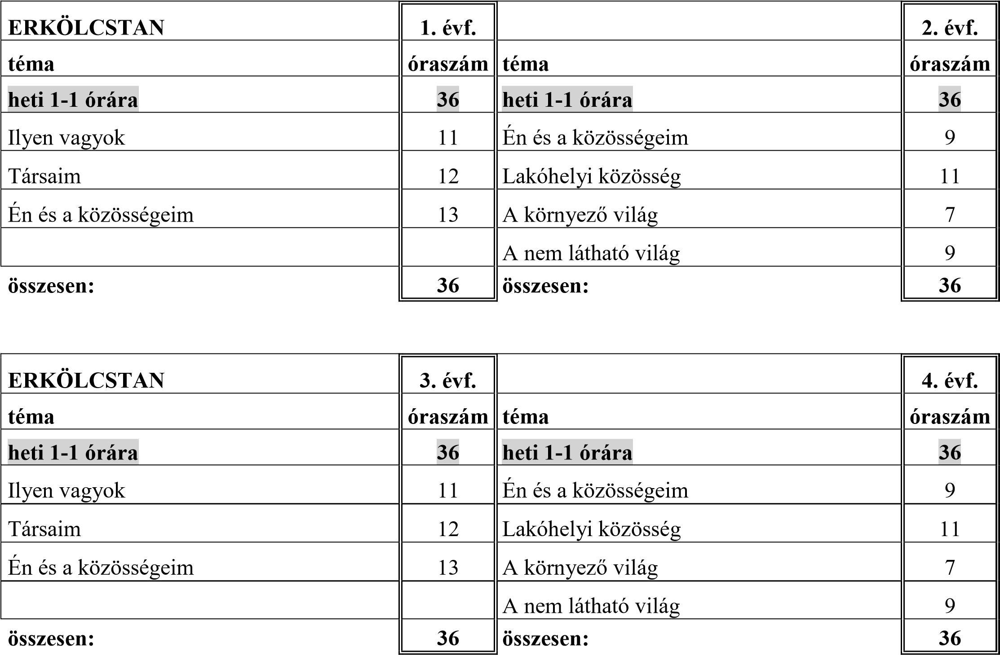 ERKÖLCSTAN 1. évf. 2. évf.
téma óraszám téma óraszám
heti 1-1 órára 36 heti 1-1 órára 36
Ilyen vagyok 11 Én és a közösségeim 9
Társaim 12 Lakóhelyi közösség 11
Én és a közösségeim 13 A környező világ 7
A nem látható világ 9
összesen: 36 összesen: 36
ERKÖLCSTAN 3. évf. 4. évf.
téma óraszám téma óraszám
heti 1-1 órára 36 heti 1-1 órára 36
Ilyen vagyok 11 Én és a közösségeim 9
Társaim 12 Lakóhelyi közösség 11
Én és a közösségeim 13 A környező világ 7
A nem látható világ 9
összesen: 36 összesen: 36